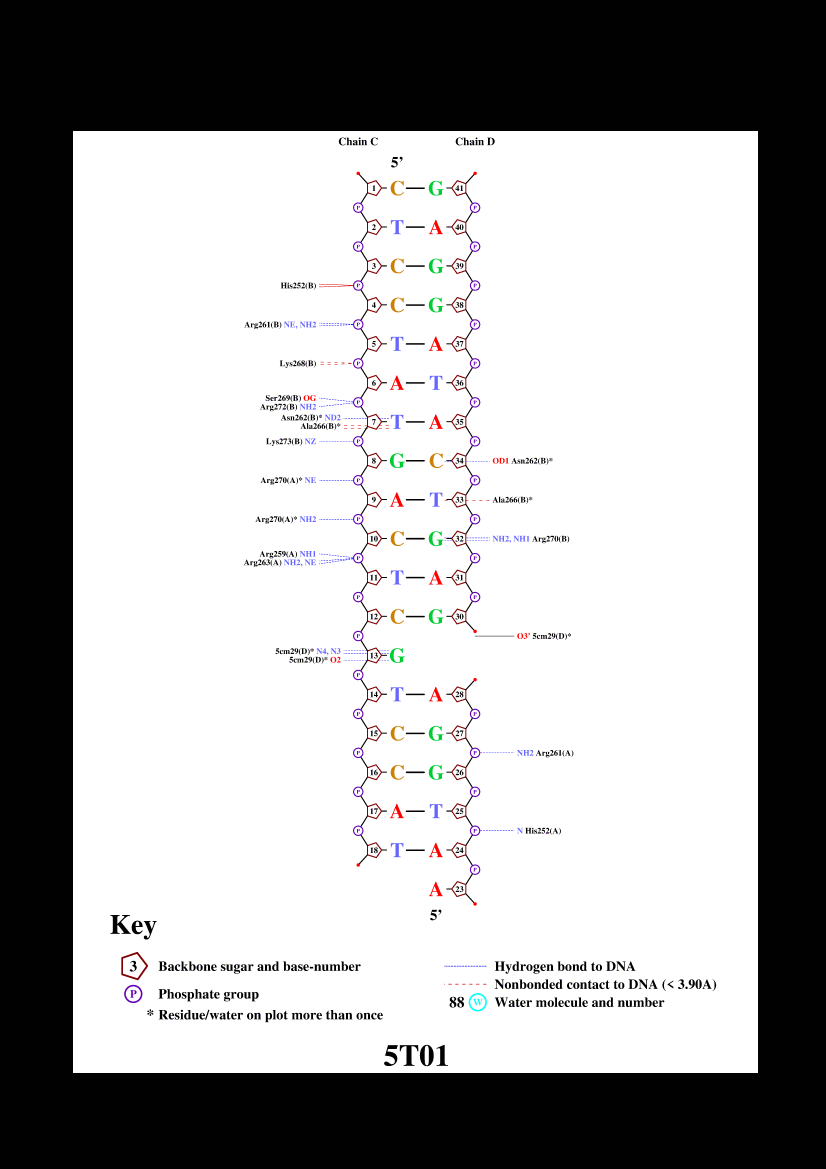 Chain C Chain D
5’
1 C G 41
P P
2 T A 40
P P
3 C G 39
His252(B) P P
4 C G 38
Arg261(B) NE, NH2 P P
5 T A 37
Lys268(B) P P
6 A T 36
Ser269(B) OG
Arg272(B) NH2 P P
Asn262(B)* ND2 7 T A 35
Ala266(B)*
Lys273(B) NZ P P
8 G C 34 OD1 Asn262(B)*
Arg270(A)* NE P P
9 A T 33 Ala266(B)*
Arg270(A)* NH2 P P
10 C G 32 NH2, NH1 Arg270(B)
Arg259(A) NH1 P P
Arg263(A) NH2, NE
11 T A 31
P P
12 C G 30
P O3’ 5cm29(D)*
5cm29(D)* N4, N3 13 G
5cm29(D)* O2
P
14 T A 28
P P
15 C G 27
P P NH2 Arg261(A)
16 C G 26
P P
17 A T 25
P P N His252(A)
18 T A 24
P
A 23
5’
Key
3 Backbone sugar and base-number
P Phosphate group
* Residue/water on plot more than once
Hydrogen bond to DNA
Nonbonded contact to DNA (< 3.90A)
88 W Water molecule and number
5T01